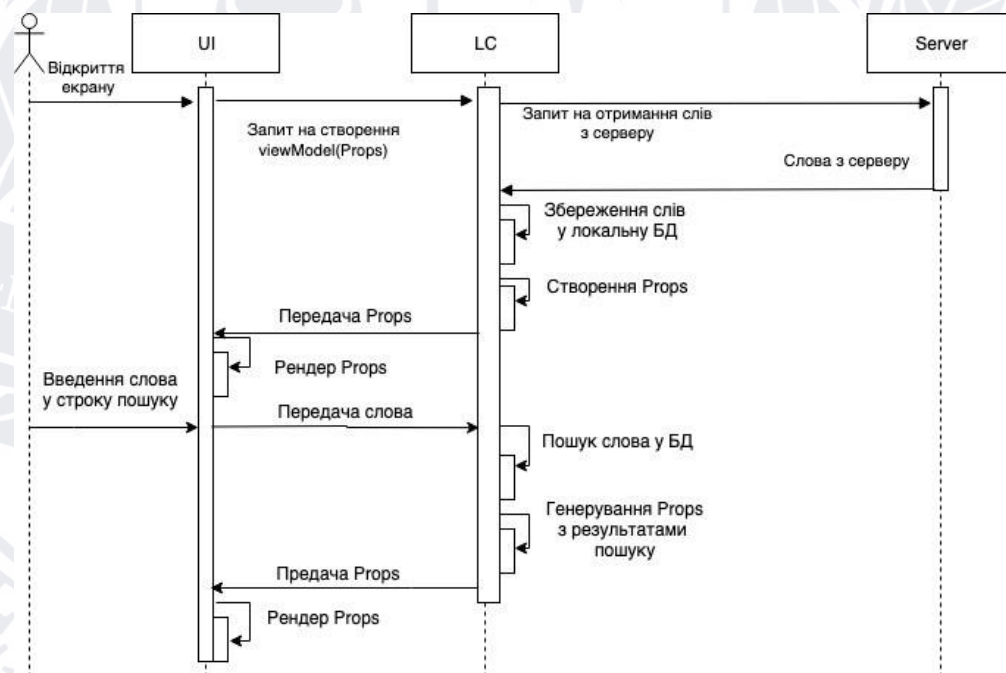 UI
LC
Server
Відкриття
екрану
Запит на створення
viewModel(Props)
Запит на отримання слів
з серверу
Слова з серверу
Збереження слів
у локальну БД
Створення Props
Передача Props
Рендер Props
Введення слова
у строку пошуку
Передача слова
Пошук слова у БД
Генерування Props
з результатами
пошуку
Предача Props
Рендер Props